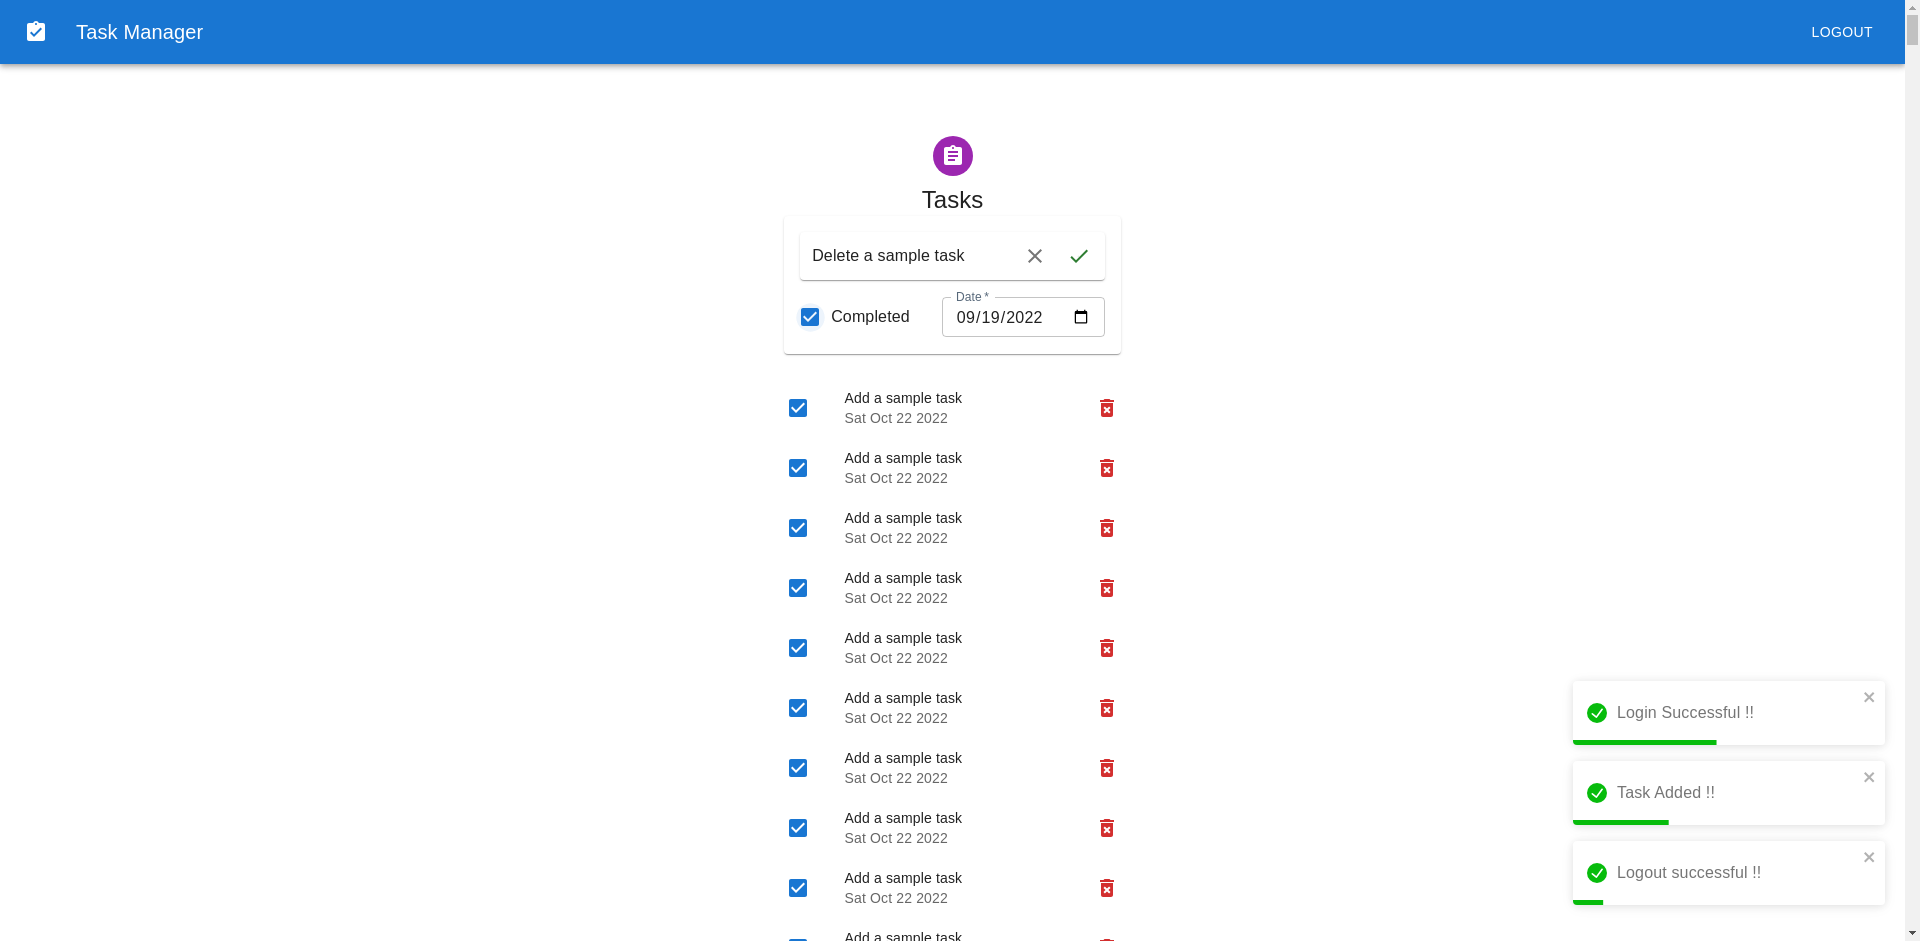 Task Manager
LOGOUT
Tasks
Delete a sample task
Completed
Date *
09/19/2022
Add a sample task
Sat Oct 22 2022
Add a sample task
Sat Oct 22 2022
Add a sample task
Sat Oct 22 2022
Add a sample task
Sat Oct 22 2022
Add a sample task
Sat Oct 22 2022
Add a sample task
Sat Oct 22 2022
Add a sample task
Sat Oct 22 2022
Add a sample task
Sat Oct 22 2022
Add a sample task
Sat Oct 22 2022
Add a sample task
Login Successful !!
Task Added !!
Logout successful !!